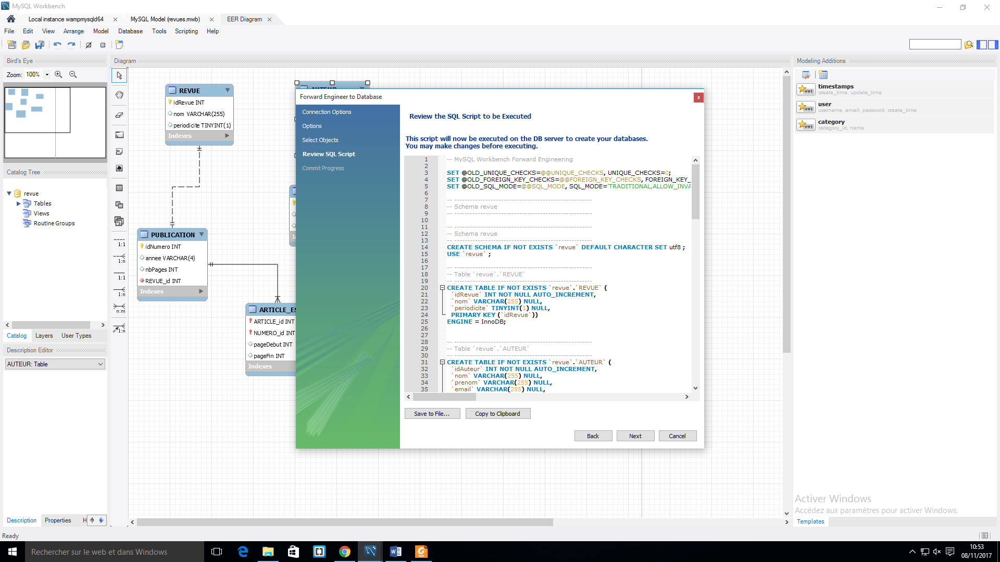 MySQL Workbench
Local instance wampmysqld64
MySQL Model (revues.mwb)
EER Diagram
File Edit View Arrange Model Database Tools Scripting Help
Bird's Eye
Zoom: 100%
Catalog Tree
revue
Tables
Views
Routine Groups
Catalog Layers User Types
Description Editor
AUTEUR: Table
Description Properties H
Ready
Diagram
1:1
1:n
1:1
1:n
n:m
1:n
REVUE
idRevue INT
nom VARCHAR(255)
periodicite TINYINT(1)
Indexes
PUBLICATION
idNumero INT
annee VARCHAR(4)
nbPages INT
REVUE_id INT
Indexes
ARTICLE_ES
ARTICLE_id INT
NUMERO_id INT
pageDebut INT
pageFin INT
Indexes
Forward Engineer to Database
Connection Options
Options
Select Objects
Review SQL Script
Commit Progress
Review the SQL Script to be Executed
This script will now be executed on the DB server to create your databases.
You may make changes before executing.
1 -- MySQL Workbench Forward Engineering
2
3 SET @OLD_UNIQUE_CHECKS=@@UNIQUE_CHECKS, UNIQUE_CHECKS=0;
4 SET @OLD_FOREIGN_KEY_CHECKS=@@FOREIGN_KEY_CHECKS, FOREIGN_KEY_
5 SET @OLD_SQL_MODE=@@SQL_MODE, SQL_MODE='TRADITIONAL,ALLOW_INVA
6
7 -- -----------------------------------------------------
8 -- Schema revue
9 -- -----------------------------------------------------
10
11 -- -----------------------------------------------------
12 -- Schema revue
13 -- -----------------------------------------------------
14 CREATE SCHEMA IF NOT EXISTS `revue` DEFAULT CHARACTER SET utf8 ;
15 USE `revue` ;
16
17 -- -----------------------------------------------------
18 -- Table `revue`.`REVUE`
19 -- -----------------------------------------------------
20 CREATE TABLE IF NOT EXISTS `revue`.`REVUE` (
21 `idRevue` INT NOT NULL AUTO_INCREMENT,
22 `nom` VARCHAR(255) NULL,
23 `periodicite` TINYINT(1) NULL,
24 PRIMARY KEY (`idRevue`))
25 ENGINE = InnoDB;
26
27
28 -- -----------------------------------------------------
29 -- Table `revue`.`AUTEUR`
30 -- -----------------------------------------------------
31 CREATE TABLE IF NOT EXISTS `revue`.`AUTEUR` (
32 `idAuteur` INT NOT NULL AUTO_INCREMENT,
33 `nom` VARCHAR(255) NULL,
34 `prenom` VARCHAR(255) NULL,
35 `email` VARCHAR(255) NULL,
Save to File... Copy to Clipboard
Back Next Cancel
Modeling Additions
MWB
timestamps
create_time, update_time
MWB
user
username, email, password, create_time
MWB
category
category_id, name
Activer Windows
Accédez aux paramètres pour activer Windows.
Templates
Rechercher sur le web et dans Windows
10:53
08/11/2017